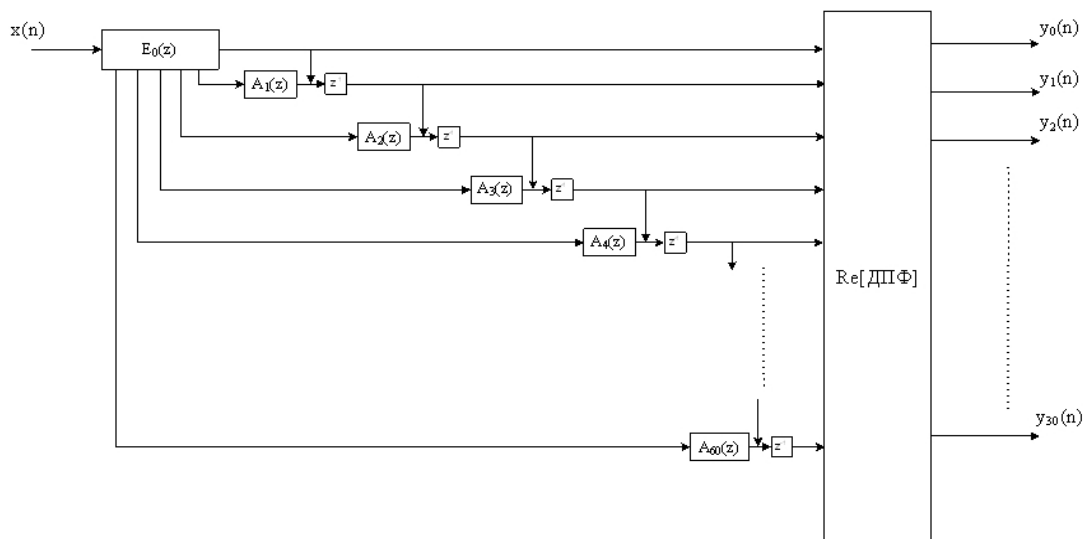 x(n)
E₀(z)
y₀(n)
A₁(z)
y₁(n)
A₂(z)
y₂(n)
A₃(z)
A₄(z)
Re[ДПФ]
A₆₀(z)
y₃₀(n)